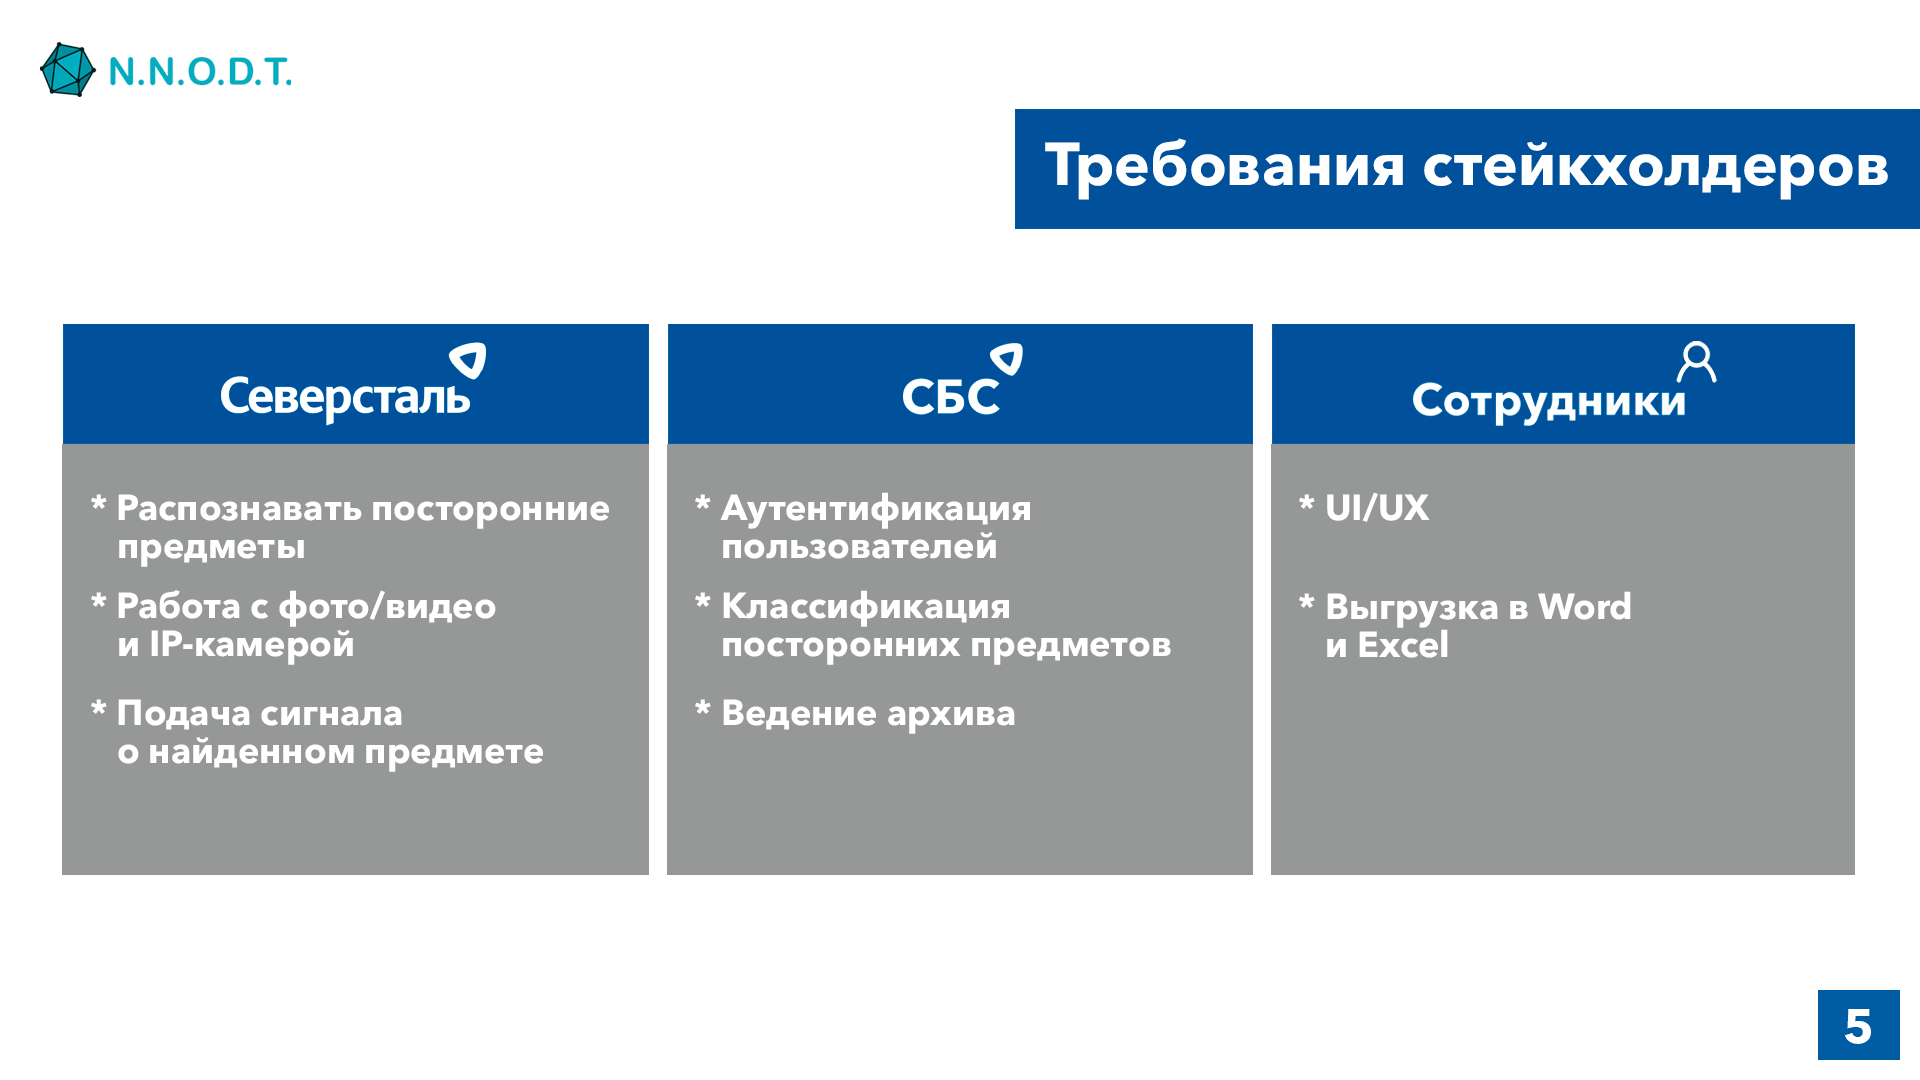 N.N.O.D.T.
Требования стейкхолдеров
Северсталь
* Распознавать посторонние
предметы
* Работа с фото/видео
и IP-камерой
* Подача сигнала
о найденном предмете
СБС
* Аутентификация
пользователей
* Классификация
посторонних предметов
* Ведение архива
Сотрудники
* UI/UX
* Выгрузка в Word
и Excel
5